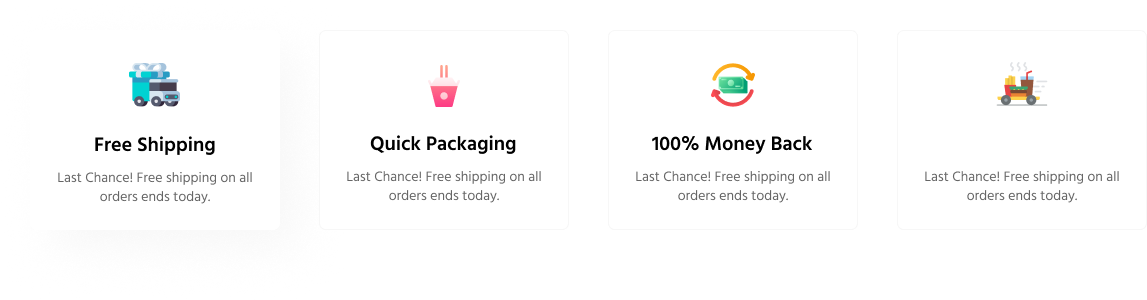 Free Shipping
Last Chance! Free shipping on all
orders ends today.
Quick Packaging
Last Chance! Free shipping on all
orders ends today.
100% Money Back
Last Chance! Free shipping on all
orders ends today.
Last Chance! Free shipping on all
orders ends today.